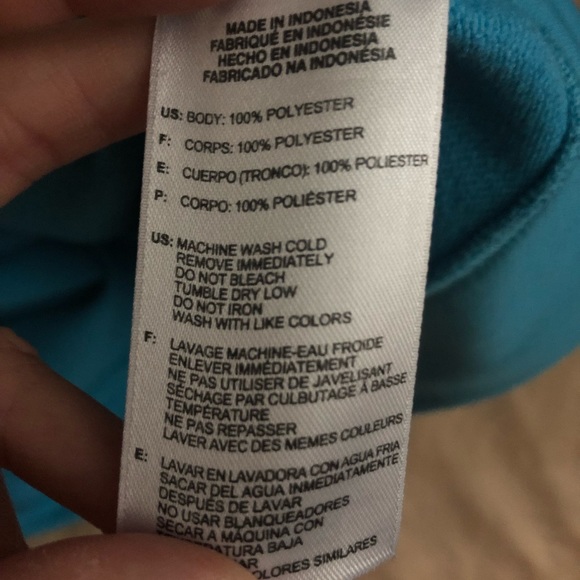 MADE IN INDONESIA
FABRIQUÉ EN INDONÉSIE
HECHO EN INDONESIA
FABRICADO NA INDONÉSIA
US: BODY: 100% POLYESTER
F: CORPS: 100% POLYESTER
E: CUERPO (TRONCO): 100% POLIESTER
P: CORPO: 100% POLIÉSTER
US: MACHINE WASH COLD
REMOVE IMMEDIATELY
DO NOT BLEACH
TUMBLE DRY LOW
DO NOT IRON
WASH WITH LIKE COLORS
F: LAVAGE MACHINE-EAU FROIDE
ENLEVER IMMÉDIATEMENT
NE PAS UTILISER DE JAVELISANT
SÉCHAGE PAR CULBUTAGE À BASSE
TEMPÉRATURE
NE PAS REPASSER
LAVER AVEC DES MEMES COULEURS
E: LAVAR EN LAVADORA CON AGUA FRIA
SACAR DEL AGUA INMEDIATAMENTE
DESPUÉS DE LAVAR
NO USAR BLANQUEADORES
SECAR A MÁQUINA CON
BAJA
SIMILARES